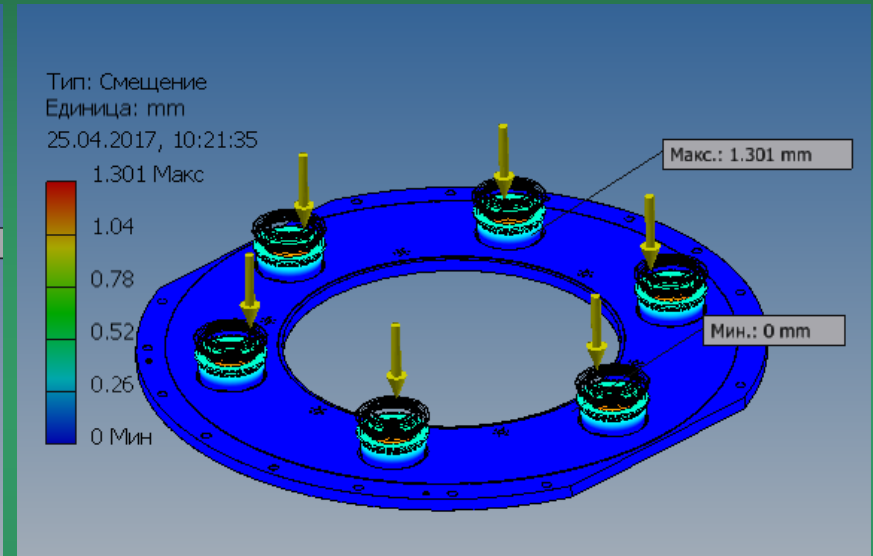 Тип: Смещение
Единица: mm
25.04.2017, 10:21:35
1.301 Макс
1.04
0.78
0.52
0.26
0 Мин
Макс.: 1.301 mm
Мин.: 0 mm